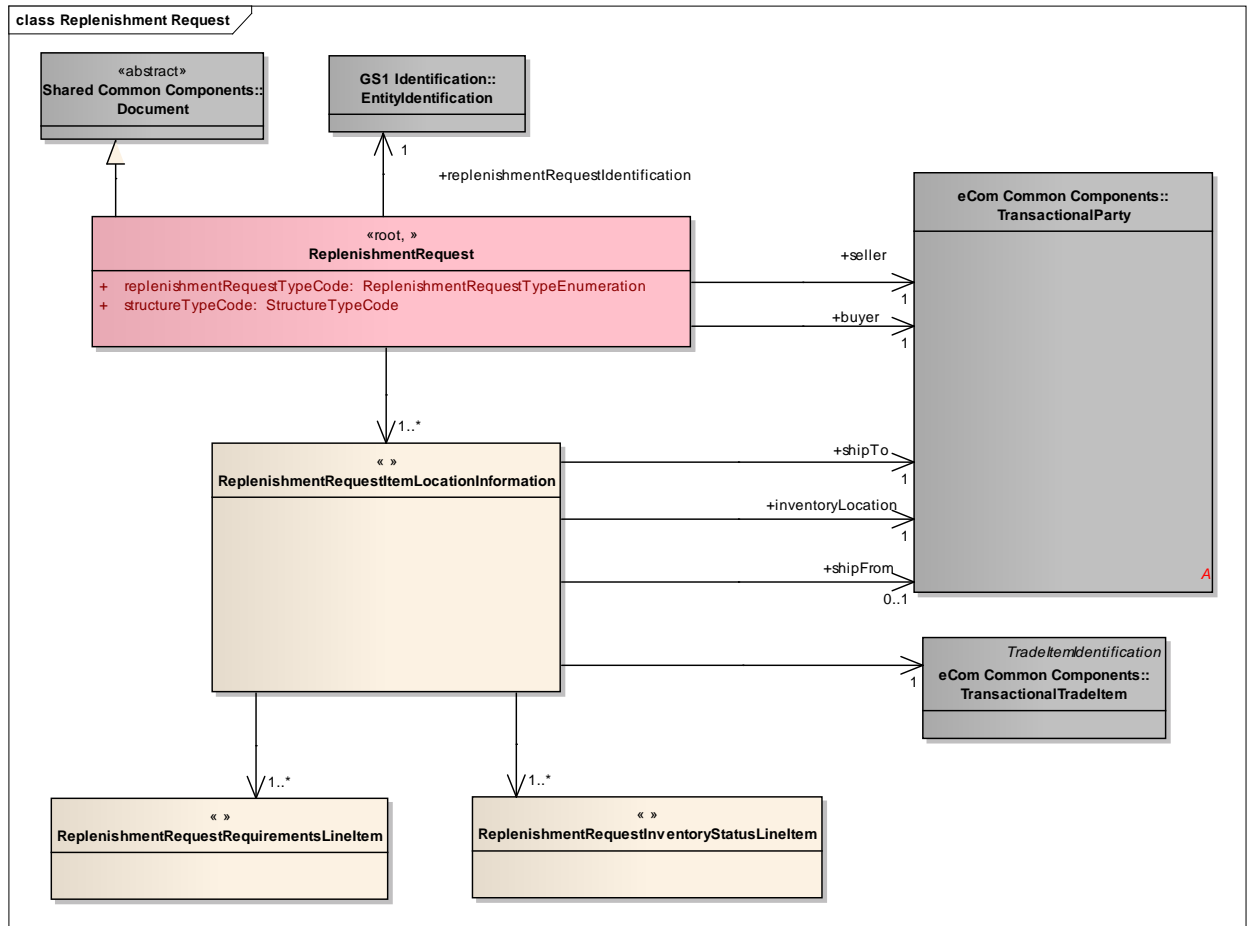 class Replenishment Request
«abstract»
Shared Common Components::
Document
GS1 Identification::
EntityIdentification
1
+replenishmentRequestIdentification
eCom Common Components::
TransactionalParty
«root, »
ReplenishmentRequest
+ replenishmentRequestTypeCode: ReplenishmentRequestTypeEnumeration
+ structureTypeCode: StructureTypeCode
+seller
1
+buyer
1
1..*
« »
ReplenishmentRequestItemLocationInformation
+shipTo
1
+inventoryLocation
1
+shipFrom
0..1
A
TradeItemIdentification
eCom Common Components::
TransactionalTradeItem
1
1..*
1..*
« »
ReplenishmentRequestRequirementsLineItem
« »
ReplenishmentRequestInventoryStatusLineItem